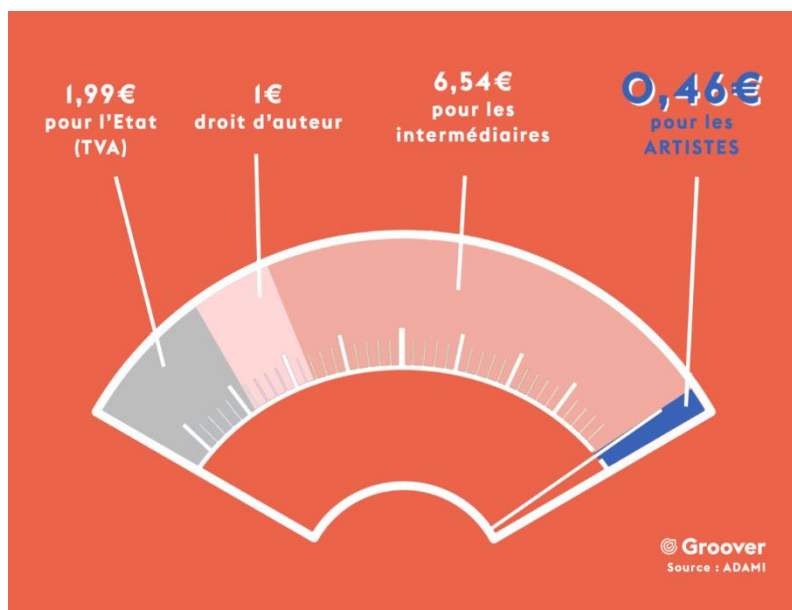 1,99€
pour l'Etat
(TVA)
1€
droit d'auteur
6,54€
pour les
intermédiaires
0,46€
pour les
ARTISTES
Groover
Source : ADAMI